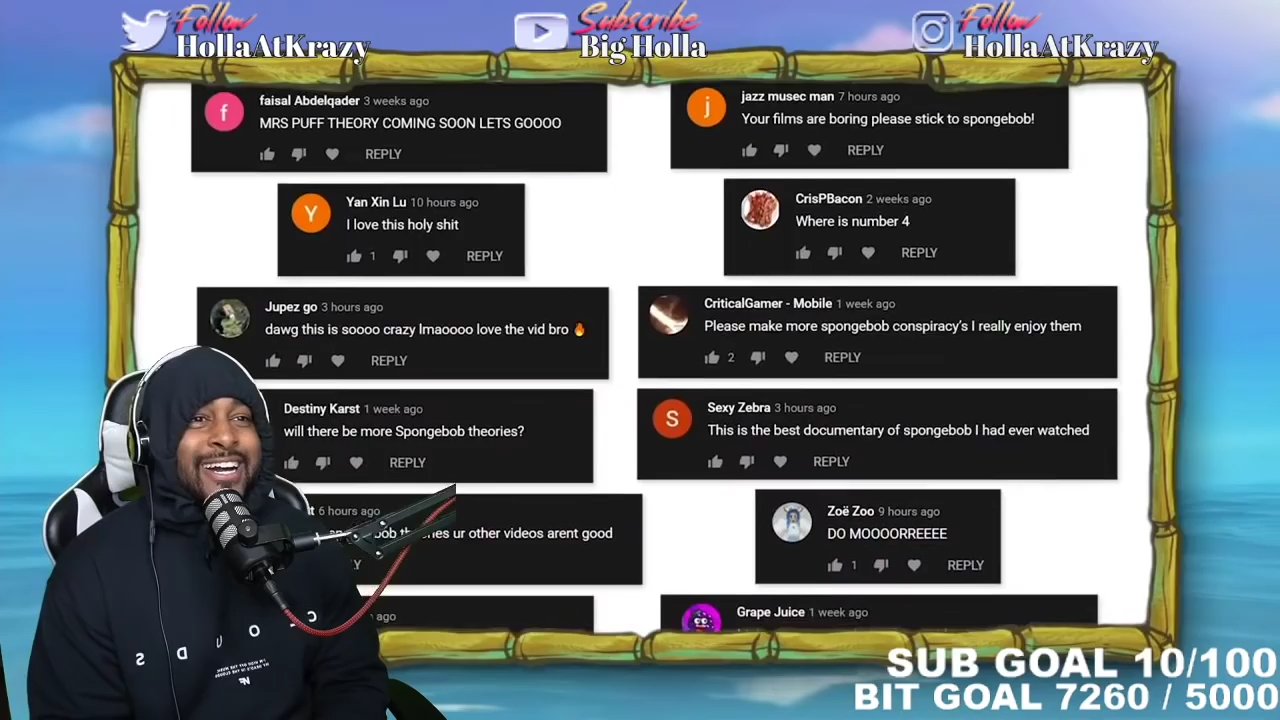 Follow
HollaAtKrazy
Subscribe
Big Holla
Follow
HollaAtKrazy
faisal Abdelqader 3 weeks ago
MRS PUFF THEORY COMING SOON LETS GOOOO
REPLY
jazz musec man 7 hours ago
Your films are boring please stick to spongebob!
REPLY
Y
Yan Xin Lu 10 hours ago
I love this holy shit
1 REPLY
CrisPBacon 2 weeks ago
Where is number 4
REPLY
Jupez go 3 hours ago
dawg this is soooo crazy lmaoooo love the vid bro 🔥
REPLY
CriticalGamer - Mobile 1 week ago
Please make more spongebob conspiracy's I really enjoy them
2 REPLY
Destiny Karst 1 week ago
will there be more Spongebob theories?
REPLY
S
Sexy Zebra 3 hours ago
This is the best documentary of spongebob I had ever watched
REPLY
6 hours ago
ur other videos arent good
Zoë Zoo 9 hours ago
DO MOOOORREEEE
1 REPLY
ago
Grape Juice 1 week ago
SUB GOAL 10/100
BIT GOAL 7260 / 5000